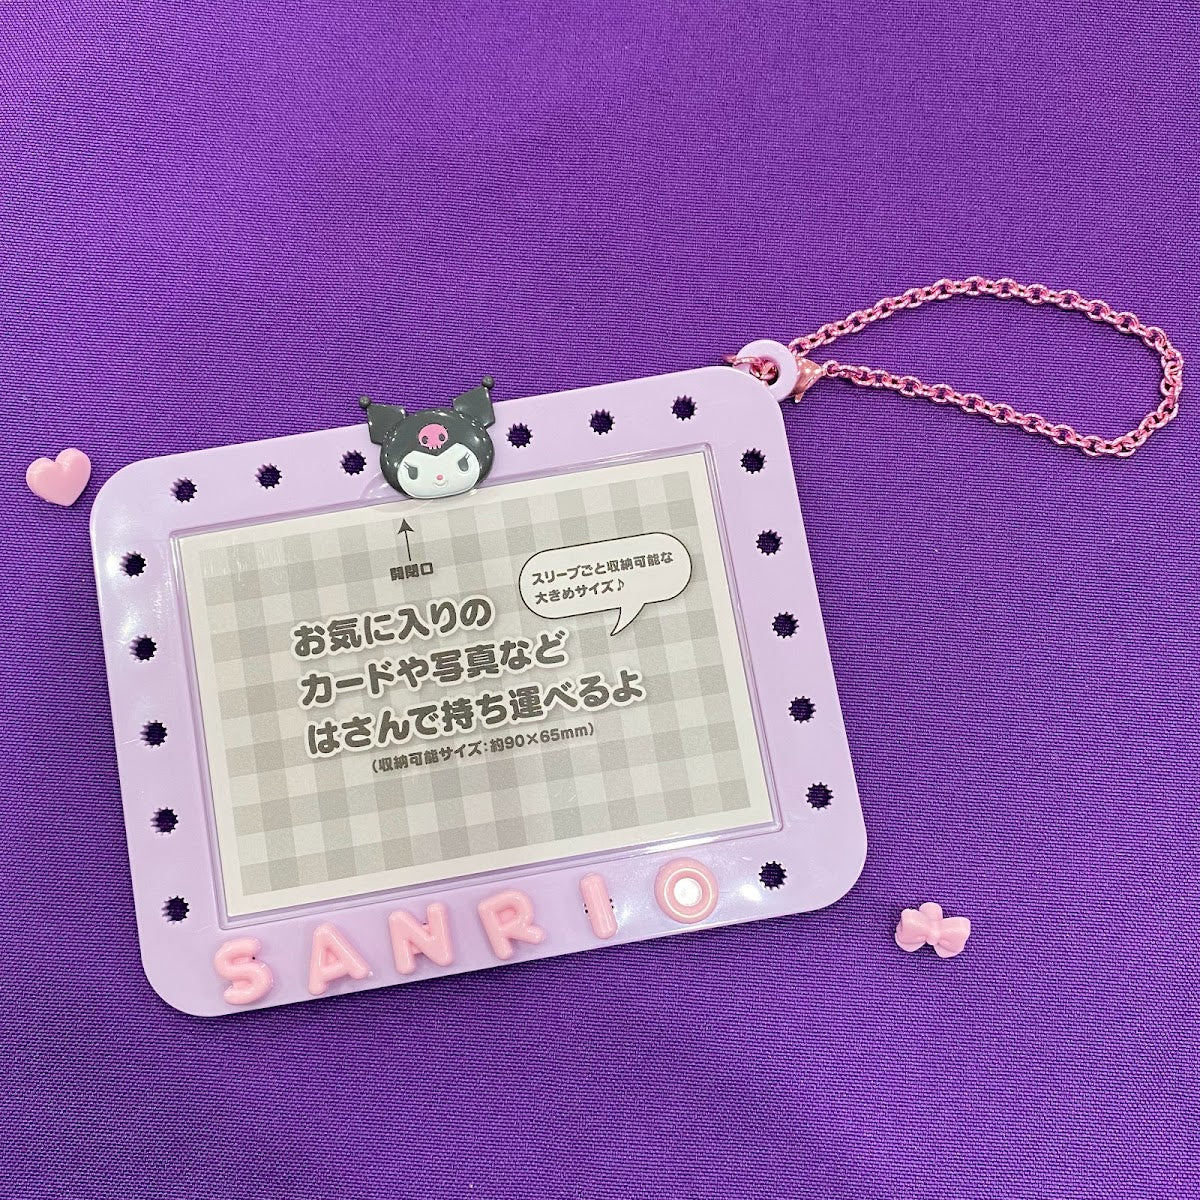 開閉口
スリーブごと収納可能な
大きめサイズ♪
お気に入りの
カードや写真など
はさんで持ち運べるよ
(収納可能サイズ:約90×65mm)
SANRIO